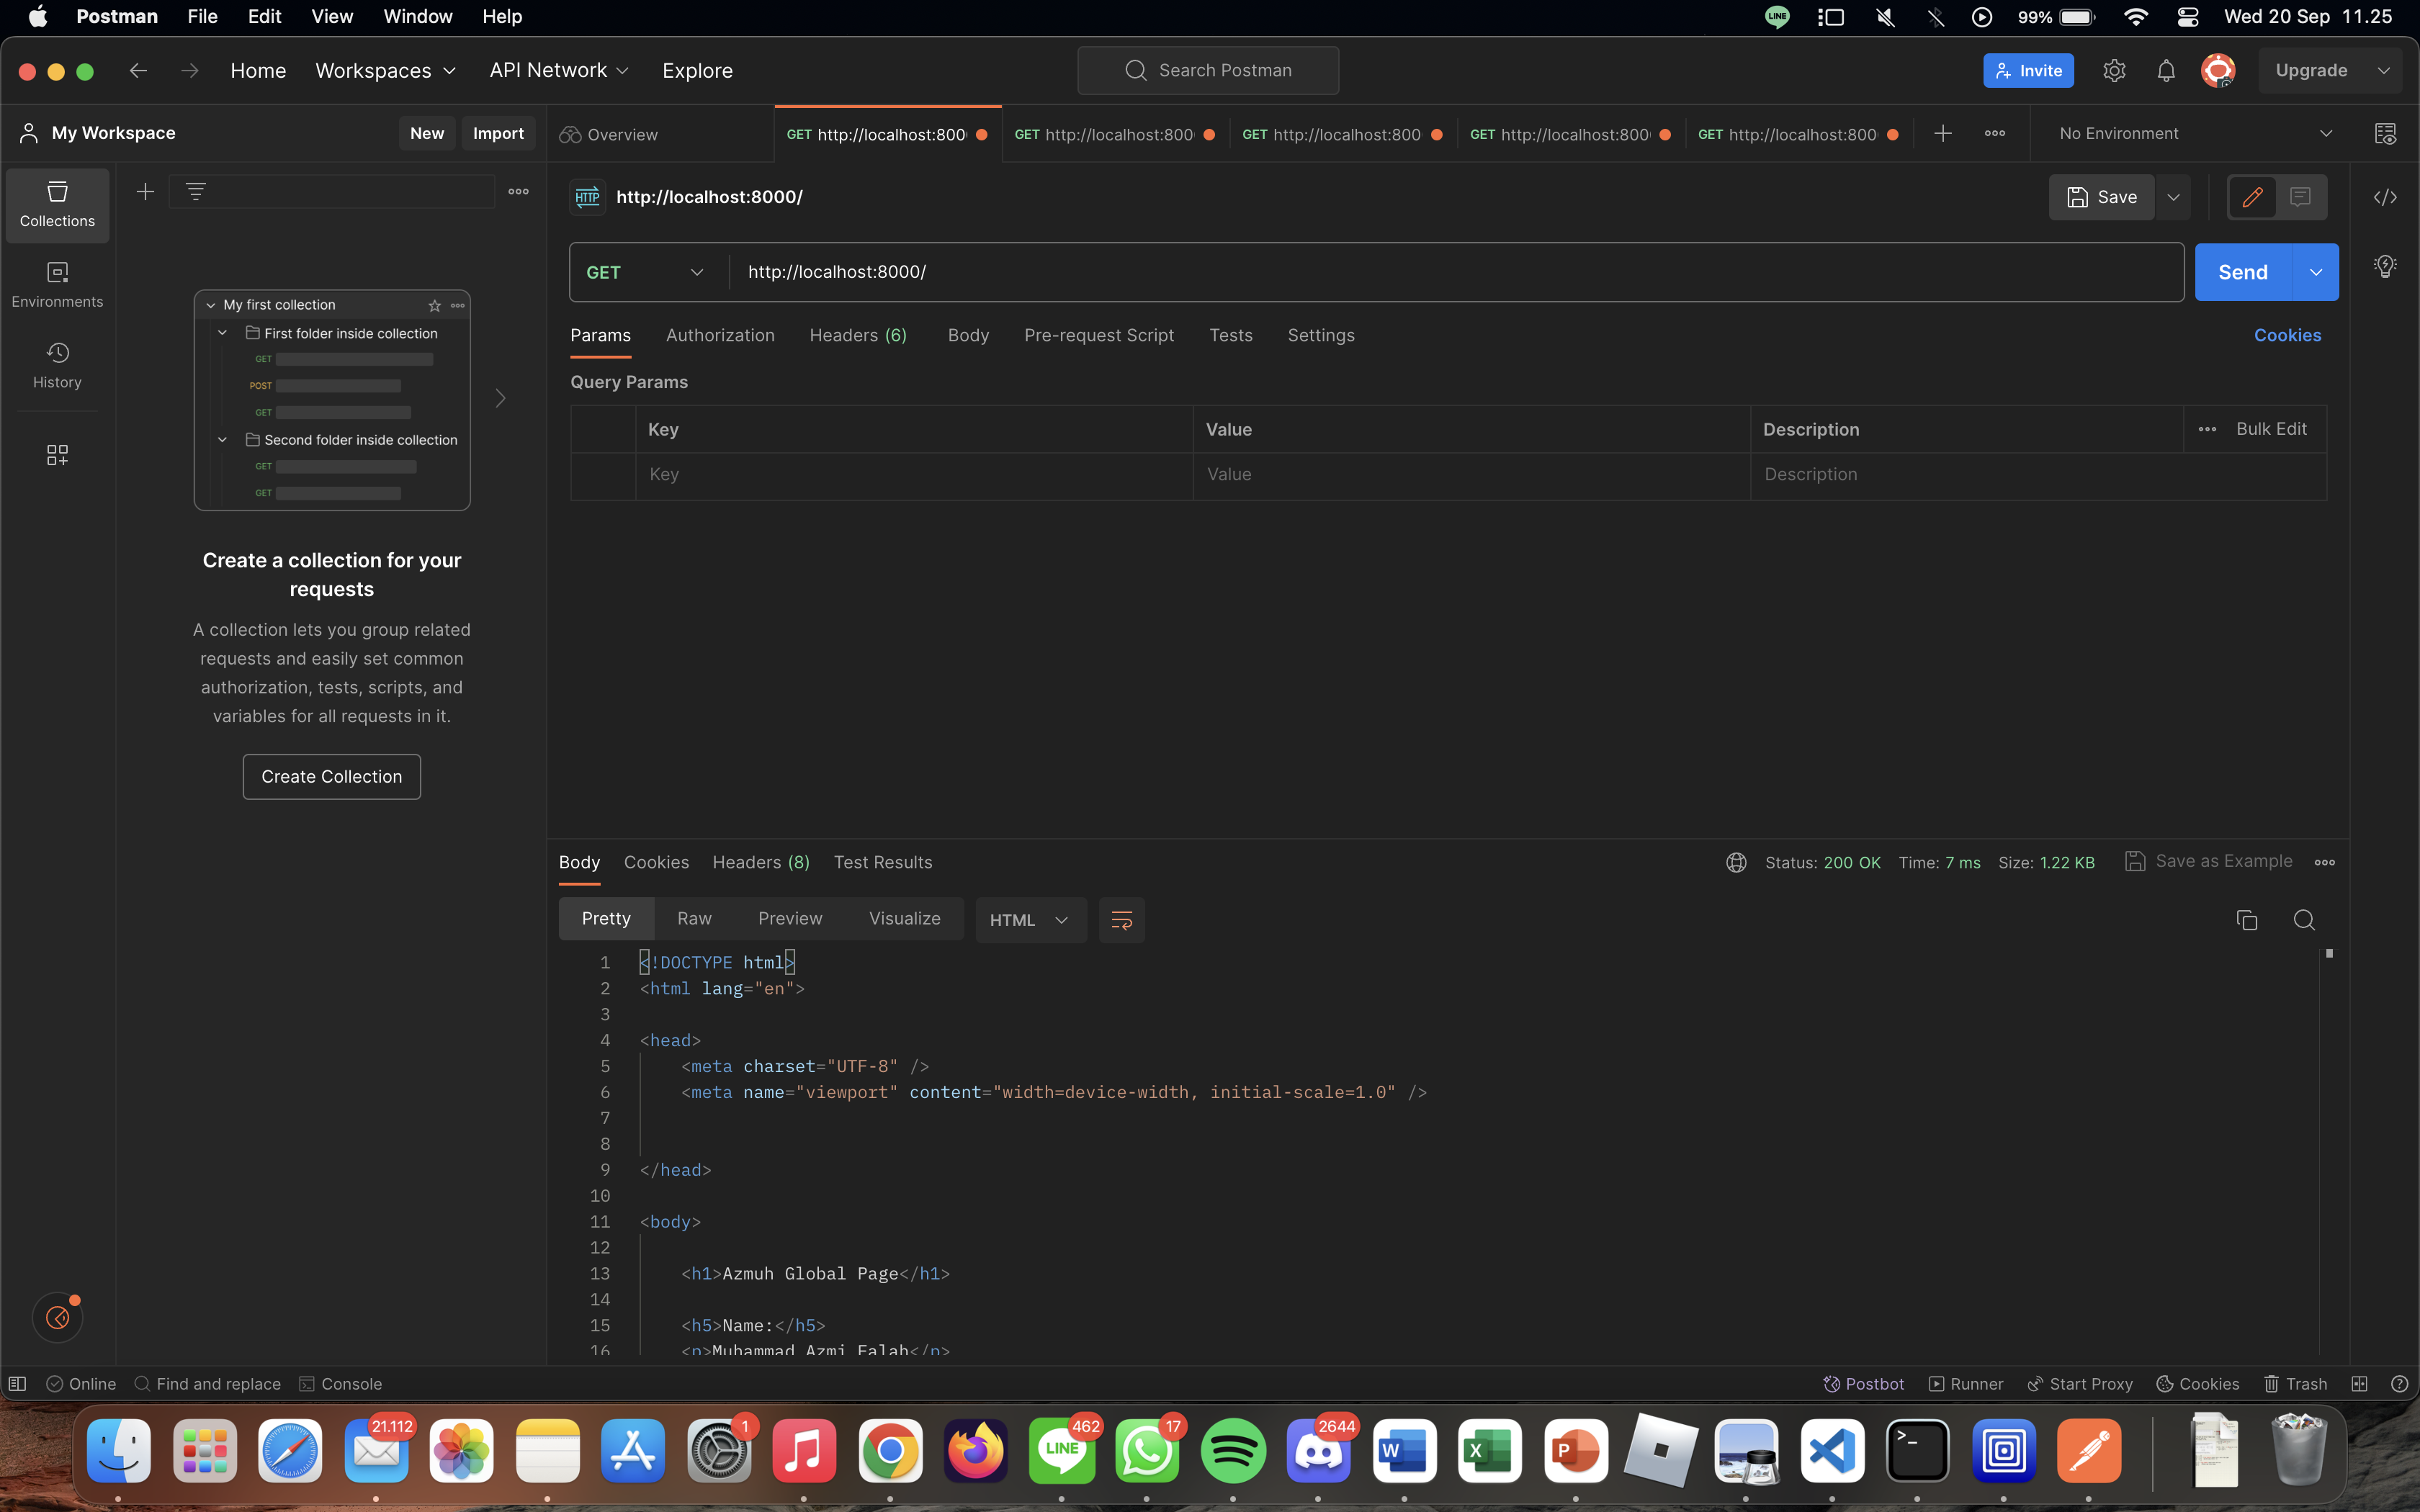 Postman File Edit View Window Help LINE 99% Wed 20 Sep 11.25
Home Workspaces API Network Explore Search Postman Invite Upgrade
My Workspace New Import Overview GET http://localhost:800 GET http://localhost:800 GET http://localhost:800 GET http://localhost:800 GET http://localhost:800 No Environment
Collections
Environments
History
My first collection
First folder inside collection
GET
POST
GET
Second folder inside collection
GET
GET
Create a collection for your
requests
A collection lets you group related
requests and easily set common
authorization, tests, scripts, and
variables for all requests in it.
Create Collection
HTTP http://localhost:8000/ Save
GET http://localhost:8000/ Send
Params Authorization Headers (6) Body Pre-request Script Tests Settings Cookies
Query Params
Key Value Description Bulk Edit
Key Value Description
Body Cookies Headers (8) Test Results Status: 200 OK Time: 7 ms Size: 1.22 KB Save as Example
Pretty Raw Preview Visualize HTML
1 <!DOCTYPE html>
2 <html lang="en">
3
4 <head>
5 <meta charset="UTF-8" />
6 <meta name="viewport" content="width=device-width, initial-scale=1.0" />
7
8
9 </head>
10
11 <body>
12
13 <h1>Azmuh Global Page</h1>
14
15 <h5>Name:</h5>
16 <p>Muhammad Azmi Falah</p>
Online Find and replace Console Postbot Runner Start Proxy Cookies Trash
21.112 1 462 17 2644
LINE W X P >_